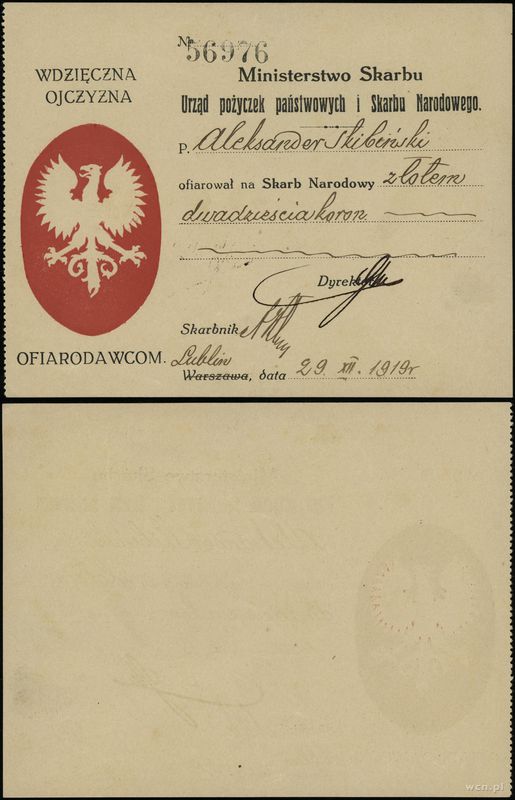 WDZIĘCZNA
OJCZYZNA
OFIARODAWCOM.
№ 56976
Ministerstwo Skarbu
Urząd pożyczek państwowych i Skarbu Narodowego.
P. Aleksander Skibiński
ofiarował na Skarb Narodowy złotem
dwadzieścia koron
Dyrektor
Skarbnik
Lublin
Warszawa, data 29 XII. 1919r
wcn.pl